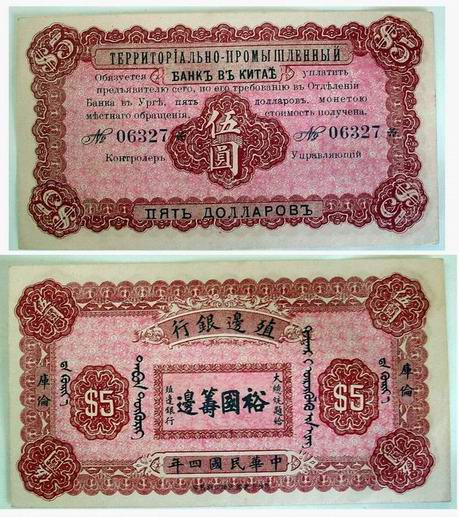 $5 $5
ТЕРРИТОРІАЛЬНО-ПРОМЫШЛЕННЫЙ
Обязуется БАНКЪ ВЪ КИТАѢ уплатить
предъявителю сего, по его требованію въ Отдѣленіи
Банка въ Ургѣ, пять долларовъ. монетою
мѣстнаго обращенія. стоимость получена.
№ 06327 № 06327
伍圓
Контролеръ Управляющій
$5 $5
ПЯТЬ ДОЛЛАРОВЪ
殖邊銀行
庫倫
庫倫
大總統題給
裕國籌邊
殖邊銀行
$5 $5
中華民國四年